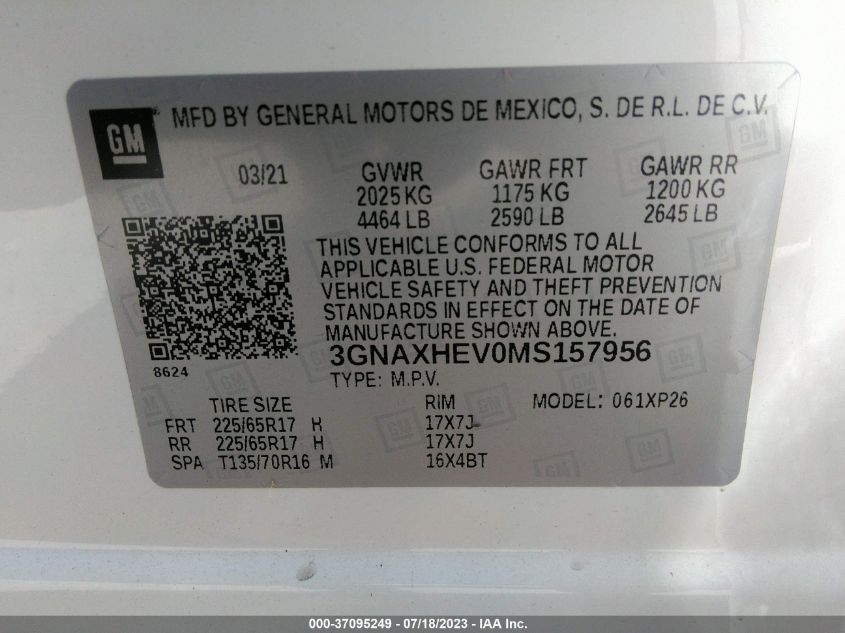 GM
MFD BY GENERAL MOTORS DE MEXICO, S. DE R.L. DE C.V.
03/21 GVWR GAWR FRT GAWR RR
2025 KG 1175 KG 1200 KG
4464 LB 2590 LB 2645 LB
THIS VEHICLE CONFORMS TO ALL
APPLICABLE U.S. FEDERAL MOTOR
VEHICLE SAFETY AND THEFT PREVENTION
STANDARDS IN EFFECT ON THE DATE OF
MANUFACTURE SHOWN ABOVE.
8624 3GNAXHEV0MS157956
TYPE: M.P.V.
TIRE SIZE RIM MODEL: 061XP26
FRT 225/65R17 H 17X7J
RR 225/65R17 H 17X7J
SPA T135/70R16 M 16X4BT
000-37095249 - 07/18/2023 - IAA Inc.